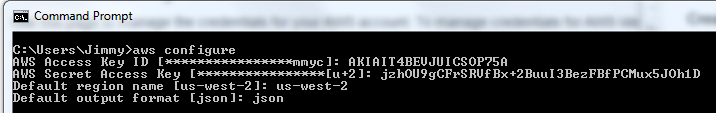 Command Prompt
C:\Users\Jimmy>aws configure
AWS Access Key ID [****************mmyc]: AKIAIT4BEVJUICSOP75A
AWS Secret Access Key [****************[u+2]: 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
Default region name [us-west-2]: us-west-2
Default output format [json]: json